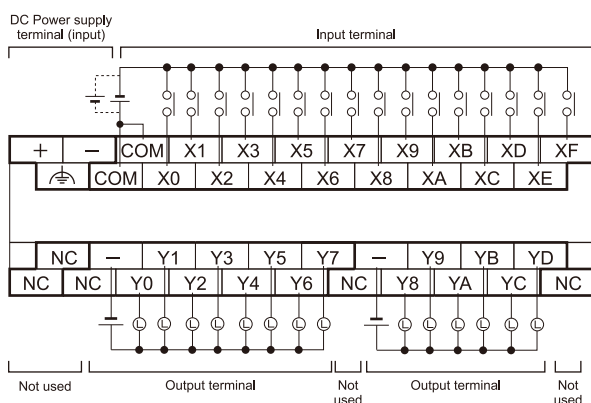 DC Power supply
terminal (input)
Input terminal
+ − COM X1 X3 X5 X7 X9 XB XD XF
COM X0 X2 X4 X6 X8 XA XC XE
NC − Y1 Y3 Y5 Y7 − Y9 YB YD
NC NC Y0 Y2 Y4 Y6 NC Y8 YA YC NC
L L L L L L L L L L L L L L
Not used
Output terminal
Not
used
Output terminal
Not
used